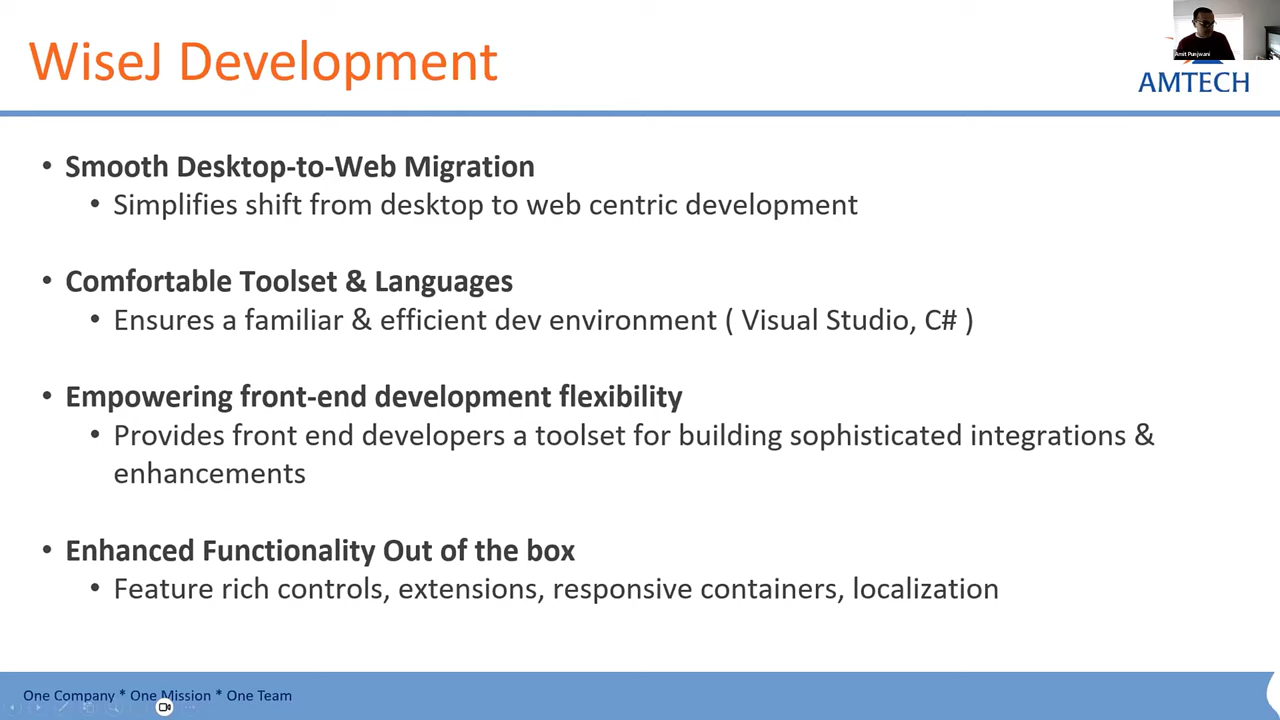 WiseJ Development
Amit Punjwani
AMTECH
• Smooth Desktop-to-Web Migration
• Simplifies shift from desktop to web centric development
• Comfortable Toolset & Languages
• Ensures a familiar & efficient dev environment ( Visual Studio, C# )
• Empowering front-end development flexibility
• Provides front end developers a toolset for building sophisticated integrations &
enhancements
• Enhanced Functionality Out of the box
• Feature rich controls, extensions, responsive containers, localization
One Company * One Mission * One Team